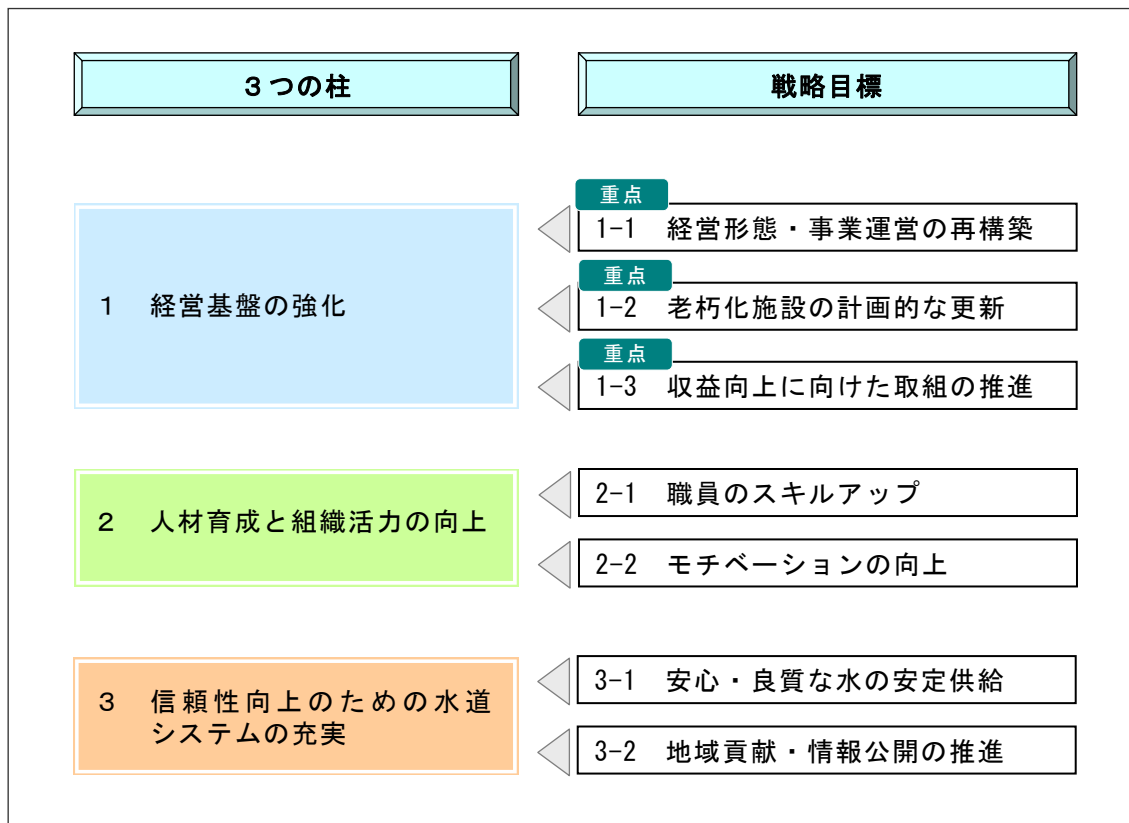 ３つの柱
戦略目標
１　経営基盤の強化
重点
1-1　経営形態・事業運営の再構築
重点
1-2　老朽化施設の計画的な更新
重点
1-3　収益向上に向けた取組の推進
２　人材育成と組織活力の向上
2-1　職員のスキルアップ
2-2　モチベーションの向上
３　信頼性向上のための水道
システムの充実
3-1　安心・良質な水の安定供給
3-2　地域貢献・情報公開の推進